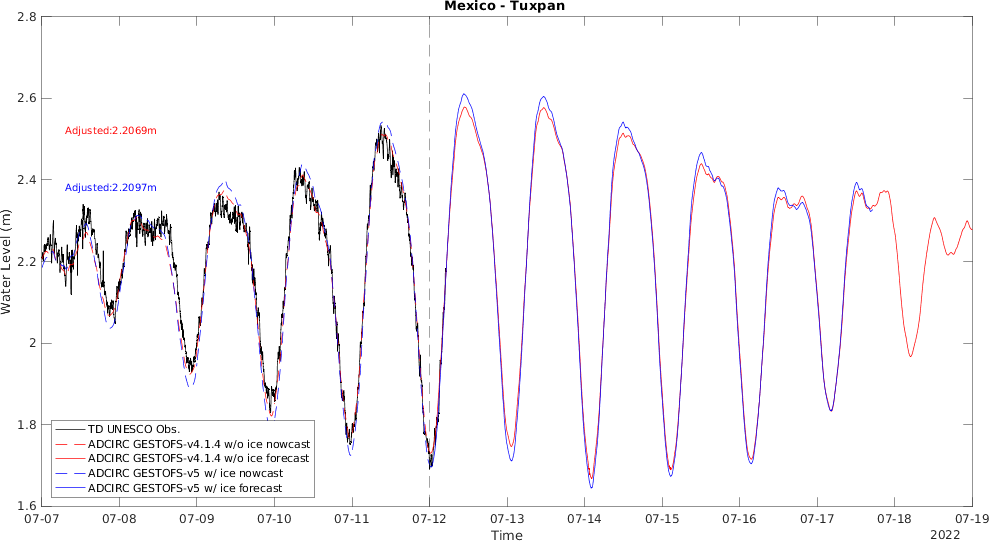 Mexico - Tuxpan
2.8
2.6
Adjusted:2.2069m
2.4
Adjusted:2.2097m
2.2
Water Level (m)
2
1.8
TD UNESCO Obs.
ADCIRC GESTOFS-v4.1.4 w/o ice nowcast
ADCIRC GESTOFS-v4.1.4 w/o ice forecast
ADCIRC GESTOFS-v5 w/ ice nowcast
ADCIRC GESTOFS-v5 w/ ice forecast
1.6
07-07 07-08 07-09 07-10 07-11 07-12 07-13 07-14 07-15 07-16 07-17 07-18 07-19
Time
2022